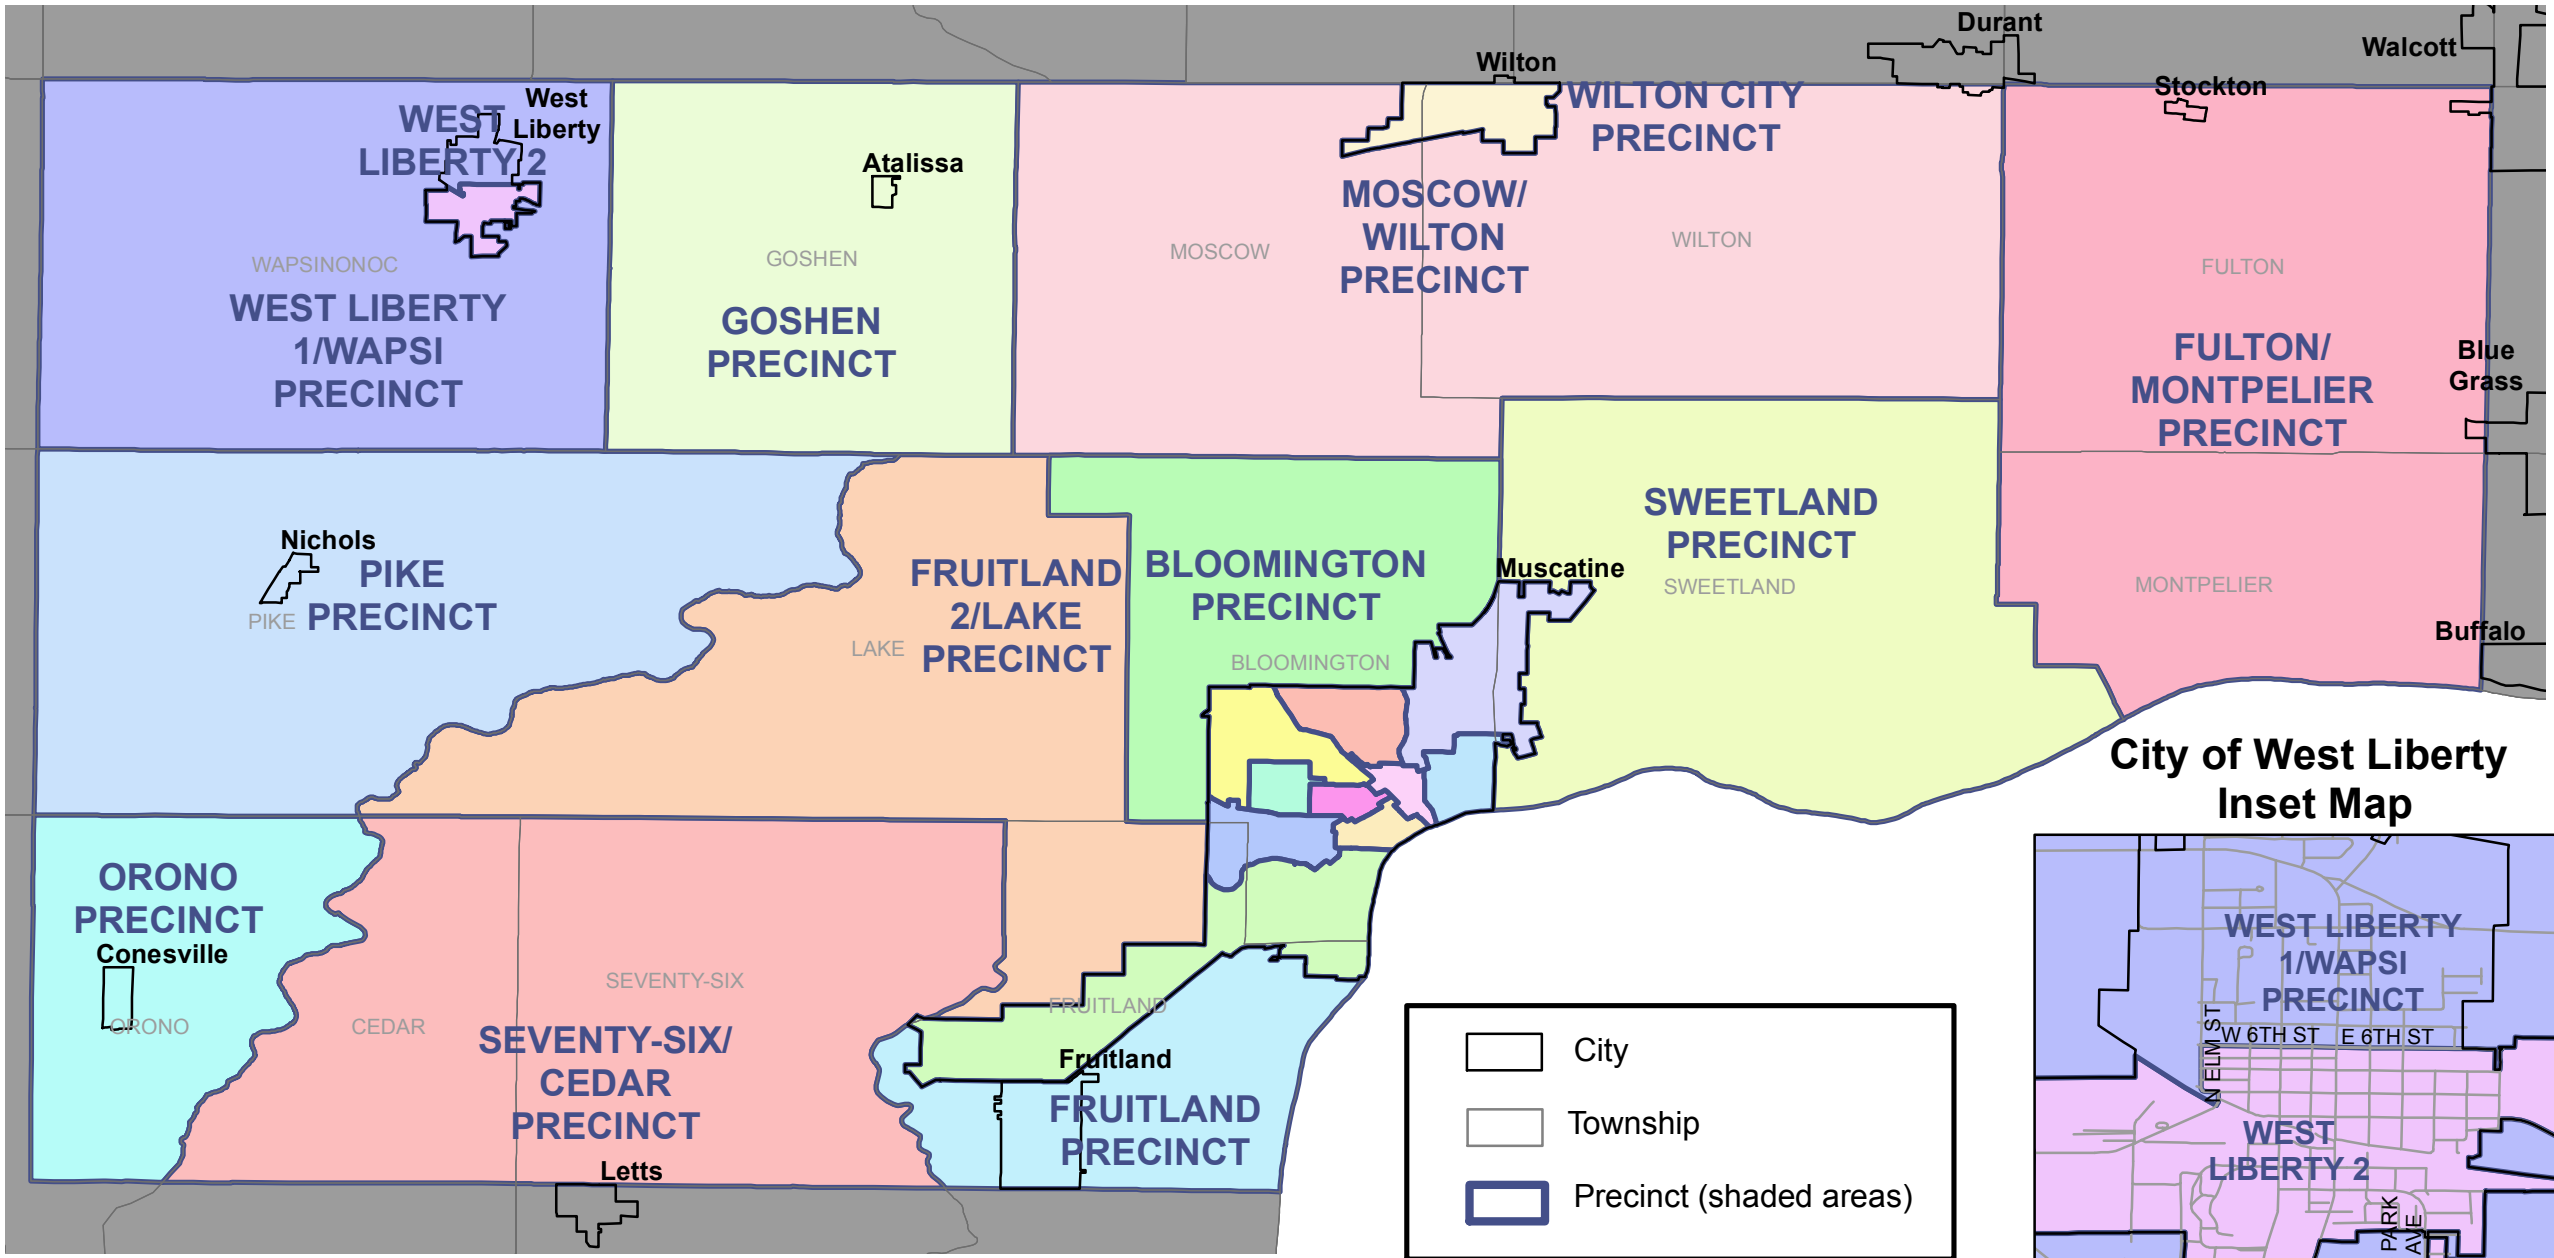 Durant
Walcott
Wilton
Stockton
WILTON CITY
PRECINCT
West
Liberty
WEST
LIBERTY 2
Atalissa
MOSCOW/
WILTON
PRECINCT
WAPSINONOC
GOSHEN
MOSCOW
WILTON
FULTON
WEST LIBERTY
1/WAPSI
PRECINCT
GOSHEN
PRECINCT
FULTON/
MONTPELIER
PRECINCT
Blue
Grass
Nichols
PIKE
PRECINCT
PIKE
FRUITLAND
2/LAKE
PRECINCT
LAKE
BLOOMINGTON
PRECINCT
BLOOMINGTON
Muscatine
SWEETLAND
PRECINCT
SWEETLAND
MONTPELIER
Buffalo
City of West Liberty
Inset Map
ORONO
PRECINCT
Conesville
ORONO
CEDAR
SEVENTY-SIX
SEVENTY-SIX/
CEDAR
PRECINCT
Letts
FRUITLAND
Fruitland
FRUITLAND
PRECINCT
City
Township
Precinct (shaded areas)
WEST LIBERTY
1/WAPSI
PRECINCT
N ELM ST
W 6TH ST
E 6TH ST
WEST
LIBERTY 2
PARK
AVE